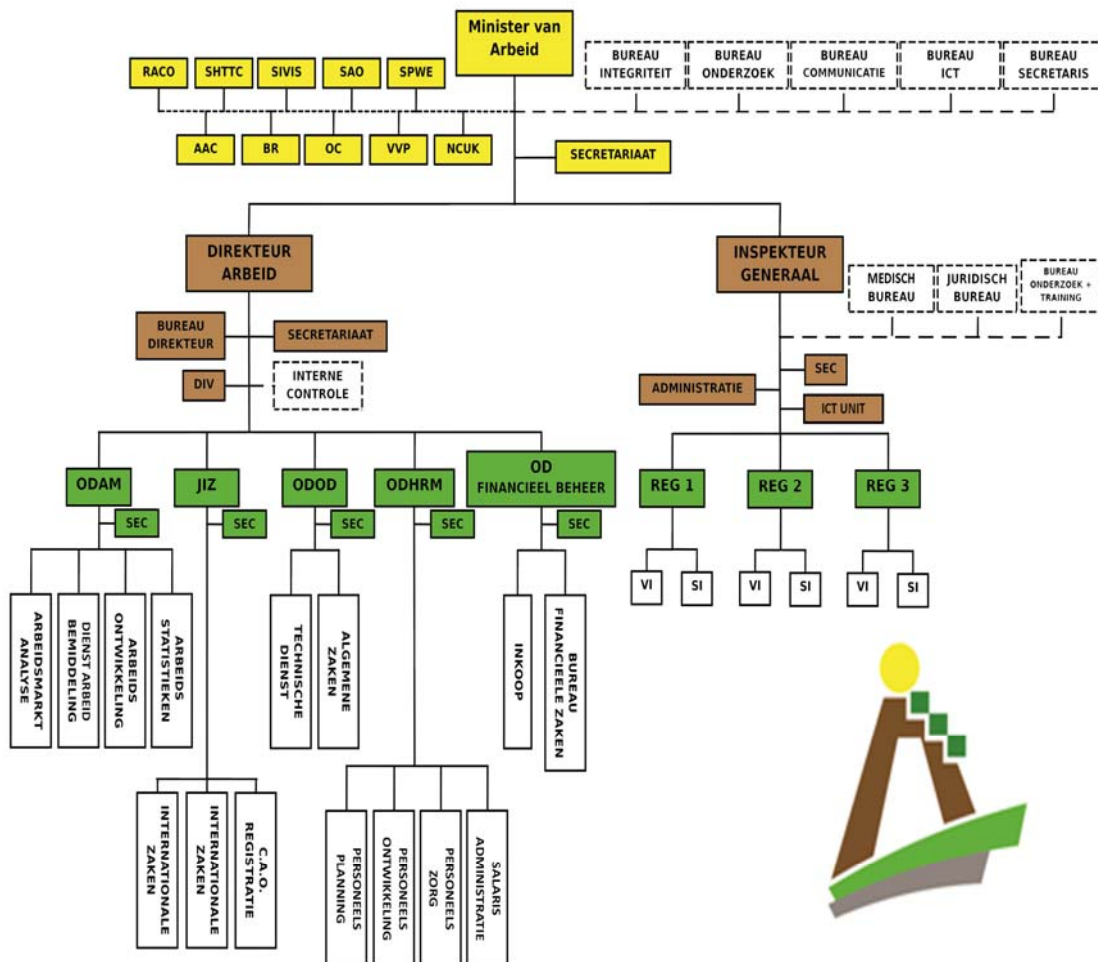 Minister van
Arbeid
BUREAU
INTEGRITEIT
BUREAU
ONDERZOEK
BUREAU
COMMUNICATIE
BUREAU
ICT
BUREAU
SECRETARIS
RACO
SHTTC
SIVIS
SAO
SPWE
AAC
BR
OC
VVP
NCUK
SECRETARIAAT
DIREKTEUR
ARBEID
INSPEKTEUR
GENERAAL
MEDISCH
BUREAU
JURIDISCH
BUREAU
BUREAU
ONDERZOEK +
TRAINING
BUREAU
DIREKTEUR
SECRETARIAAT
DIV
INTERNE
CONTROLE
SEC
ADMINISTRATIE
ICT UNIT
ODAM
JIZ
ODOD
ODHRM
OD
FINANCIEEL BEHEER
REG 1
REG 2
REG 3
SEC
SEC
SEC
SEC
SEC
VI
SI
VI
SI
VI
SI
ARBEIDSMARKT
ANALYSE
DIENST ARBEID
BEMIDDELING
ARBEIDS
ONTWIKKELING
ARBEIDS
STATISTIEKEN
TECHNISCHE
DIENST
ALGEMENE
ZAKEN
INKOOP
BUREAU
FINANCIEELE ZAKEN
INTERNATIONALE
ZAKEN
INTERNATIONALE
ZAKEN
C.A.O.
REGISTRATIE
PERSONEELS
PLANNING
PERSONEELS
ONTWIKKELING
PERSONEELS
ZORG
SALARIS
ADMINISTRATIE